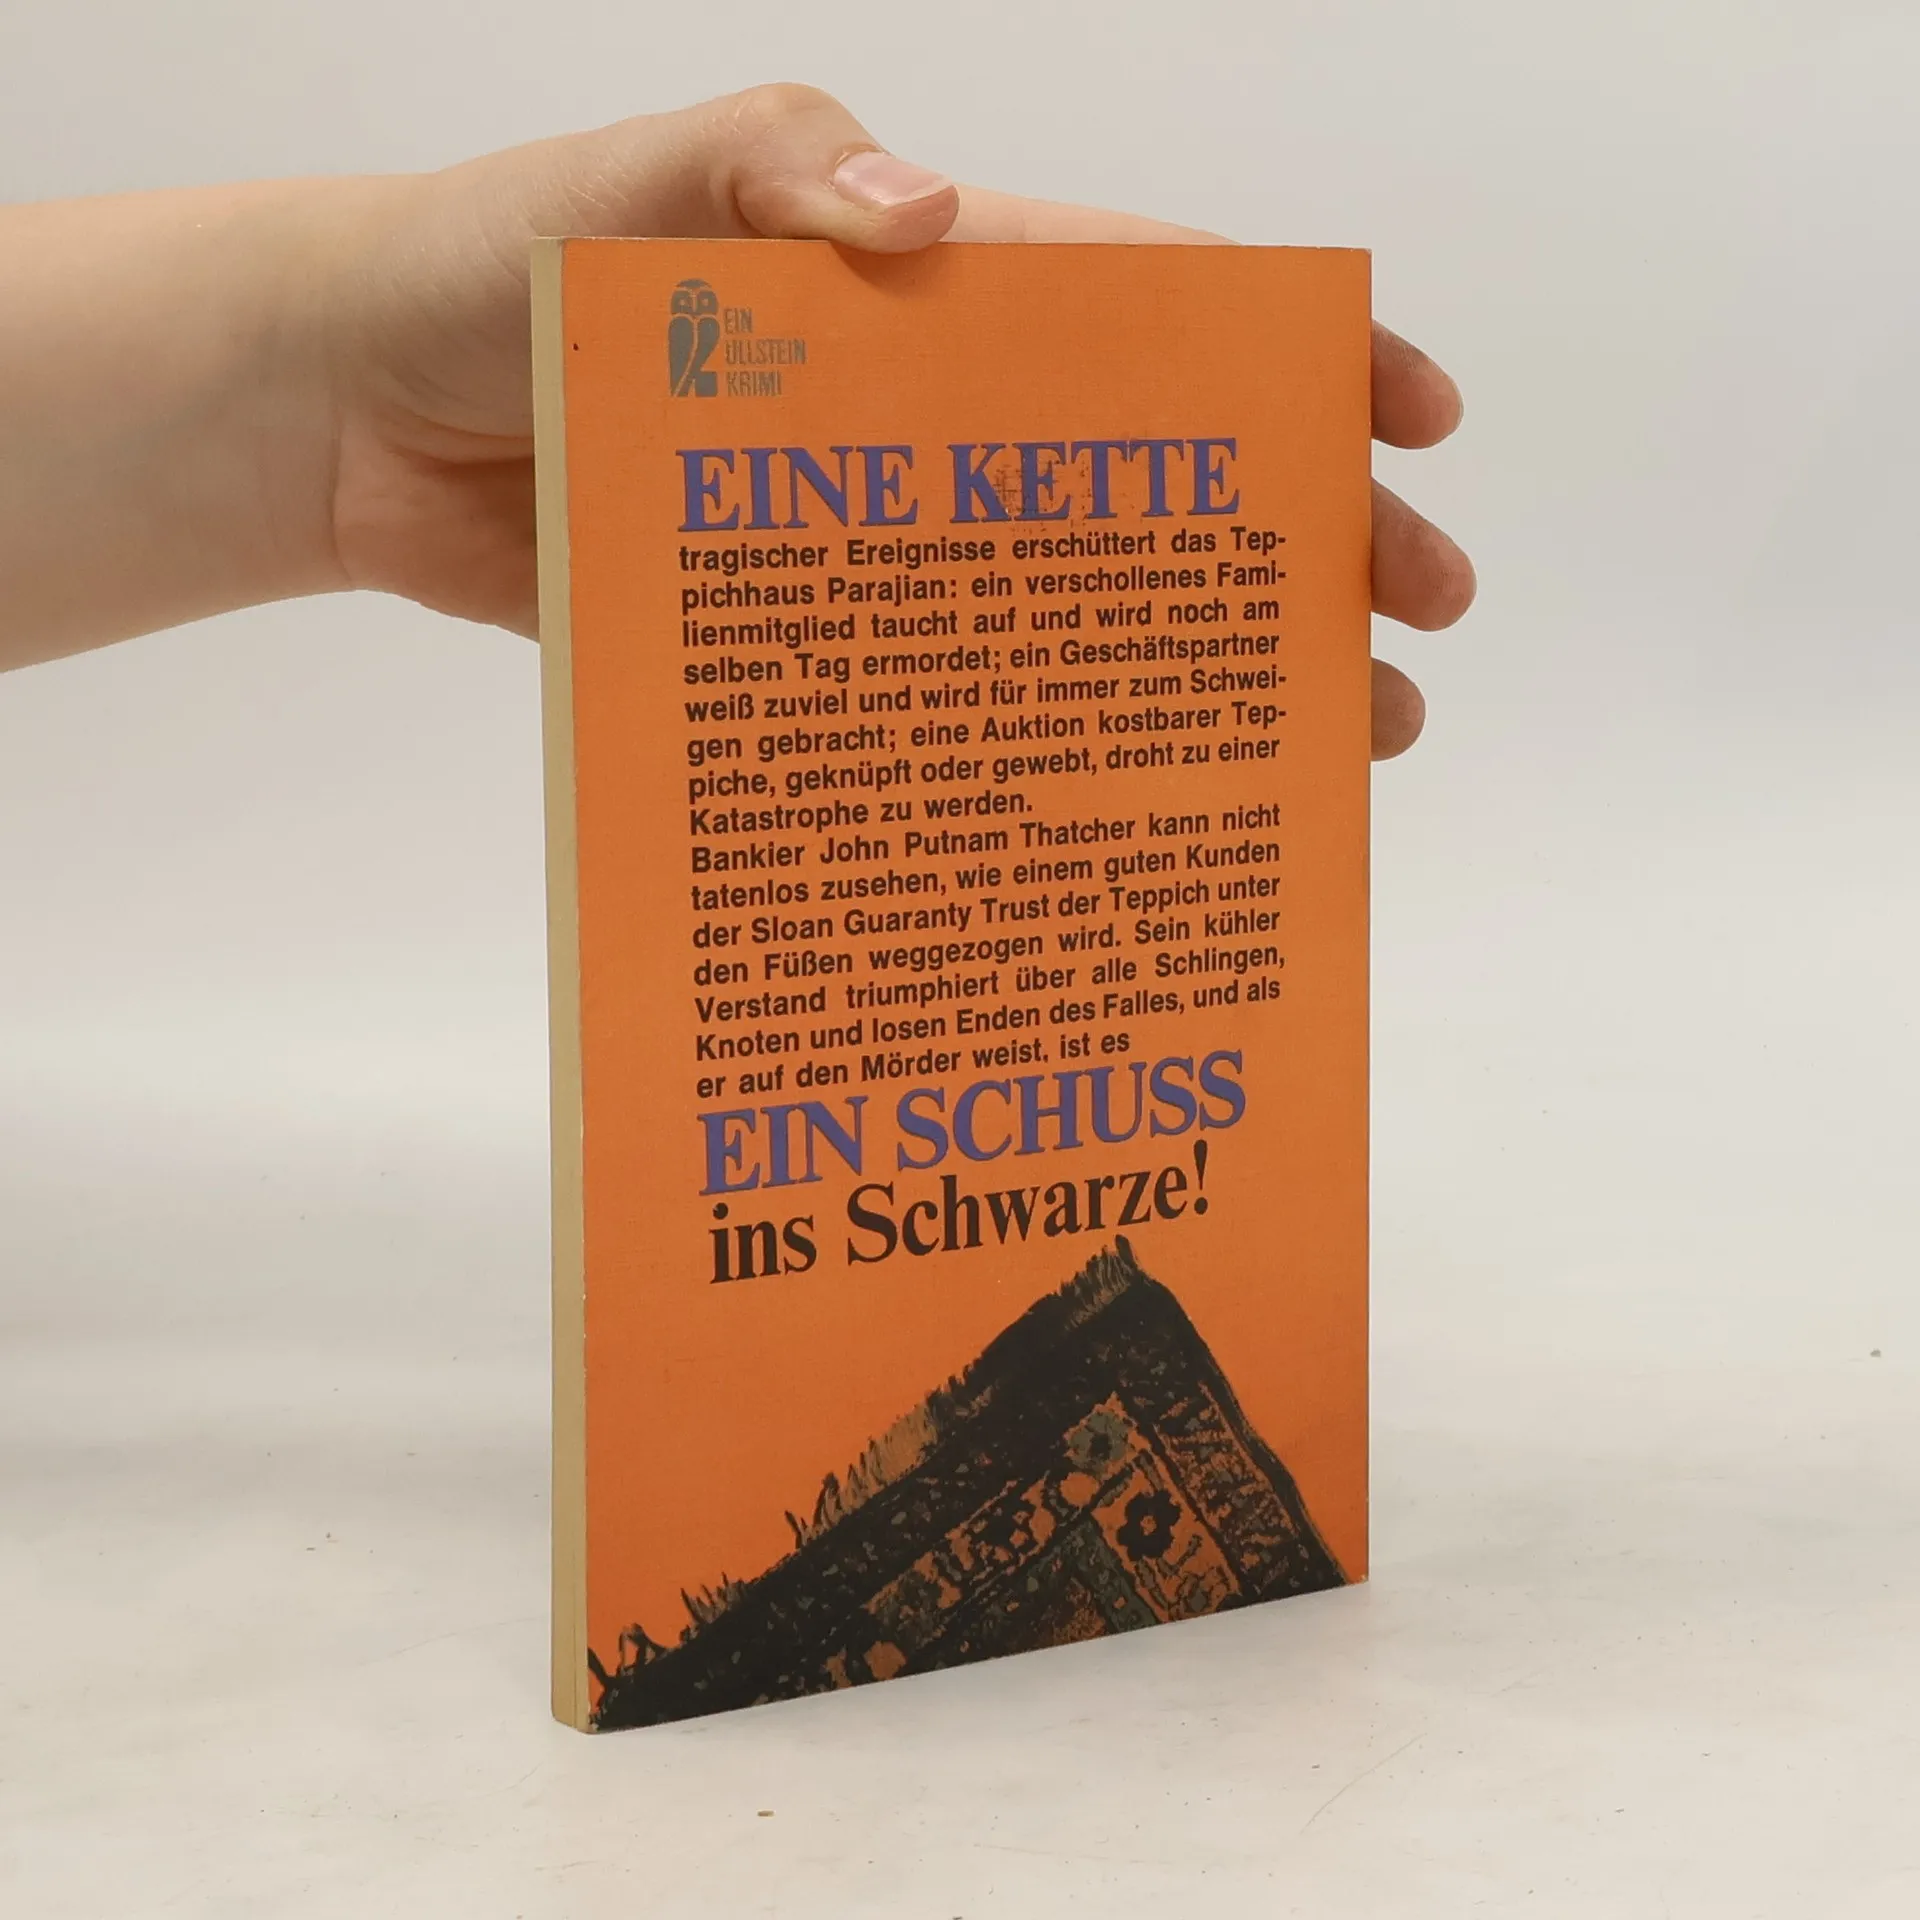 EIN
ULLSTEIN
KRIMI
EINE KETTE
tragischer Ereignisse erschüttert das Tep-
pichhaus Parajian: ein verschollenes Fami-
lienmitglied taucht auf und wird noch am
selben Tag ermordet; ein Geschäftspartner
weiß zuviel und wird für immer zum Schwei-
gen gebracht; eine Auktion kostbarer Tep-
piche, geknüpft oder gewebt, droht zu einer
Katastrophe zu werden.
Bankier John Putnam Thatcher kann nicht
tatenlos zusehen, wie einem guten Kunden
der Sloan Guaranty Trust der Teppich unter
den Füßen weggezogen wird. Sein kühler
Verstand triumphiert über alle Schlingen,
Knoten und losen Enden des Falles, und als
er auf den Mörder weist, ist es
EIN SCHUSS
ins Schwarze!